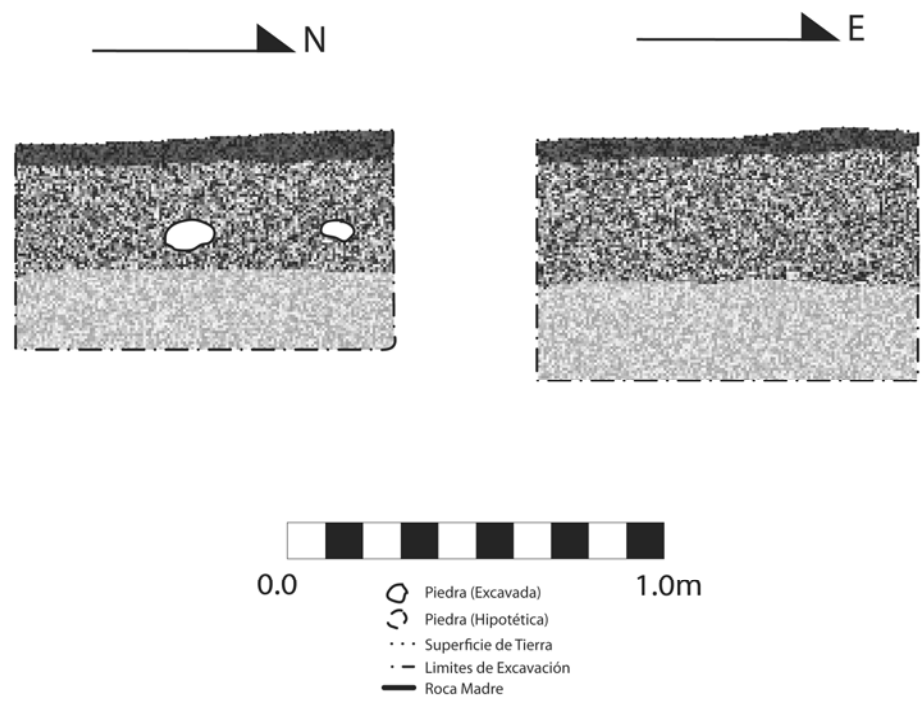 N
E
0.0
1.0m
Piedra (Excavada)
Piedra (Hipotética)
Superficie de Tierra
Limites de Excavación
Roca Madre